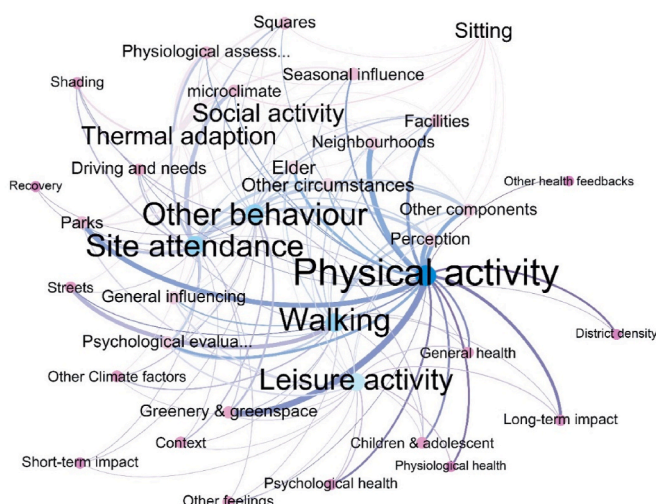 Squares
Sitting
Physiological assess...
Seasonal influence
Shading
microclimate
Social activity
Facilities
Thermal adaption
Neighbourhoods
Driving and needs
Elder
Other health feedbacks
Recovery
Other circumstances
Parks
Other behaviour
Other components
Site attendance
Perception
Physical activity
Streets
General influencing
Walking
District density
Psychological evalua...
General health
Other Climate factors
Leisure activity
Greenery & greenspace
Long-term impact
Context
Children & adolescent
Short-term impact
Physiological health
Psychological health
Other feelings